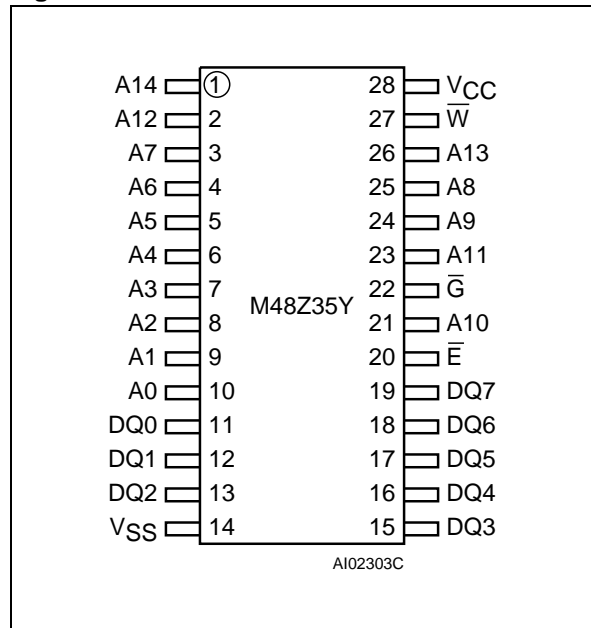 A14 1 28 VCC
A12 2 27 W̅
A7 3 26 A13
A6 4 25 A8
A5 5 24 A9
A4 6 23 A11
A3 7 22 G̅
M48Z35Y
A2 8 21 A10
A1 9 20 E̅
A0 10 19 DQ7
DQ0 11 18 DQ6
DQ1 12 17 DQ5
DQ2 13 16 DQ4
VSS 14 15 DQ3
AI02303C